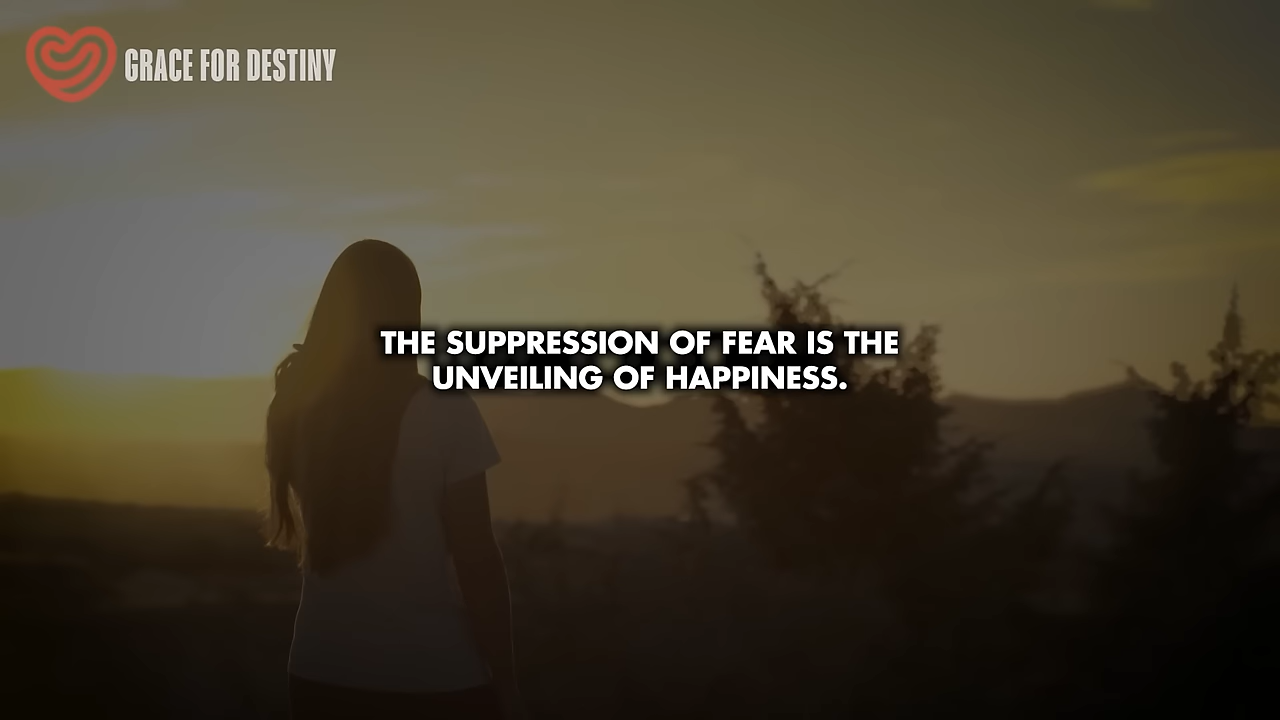 GRACE FOR DESTINY
THE SUPPRESSION OF FEAR IS THE
UNVEILING OF HAPPINESS.